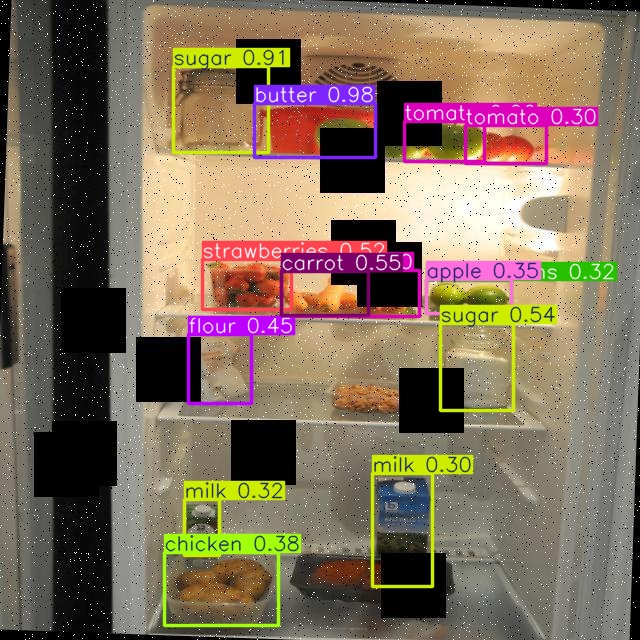 sugar 0.91
butter 0.98
tomat
tomato 0.30
strawberries 0.52
carrot 0.55
apple 0.35
s 0.32
sugar 0.54
flour 0.45
milk 0.30
milk 0.32
chicken 0.38